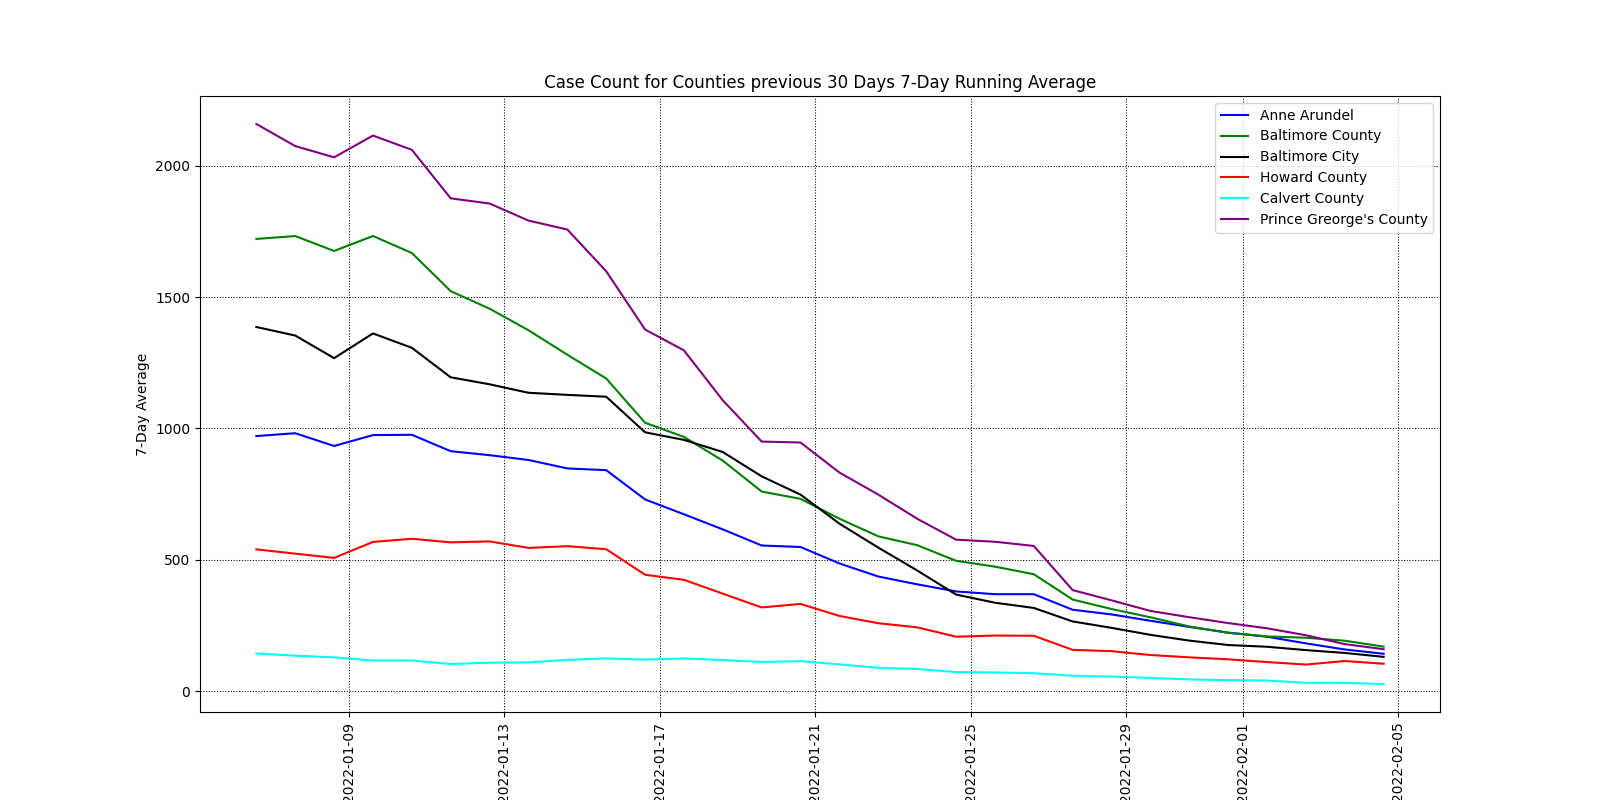 Case Count for Counties previous 30 Days 7-Day Running Average
Anne Arundel
Baltimore County
Baltimore City
Howard County
Calvert County
Prince Greorge's County
2000
1500
1000
500
0
7-Day Average
2022-01-09
2022-01-13
2022-01-17
2022-01-21
2022-01-25
2022-01-29
2022-02-01
2022-02-05